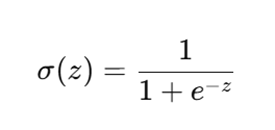 σ(z) = 1 / (1 + e^{-z})